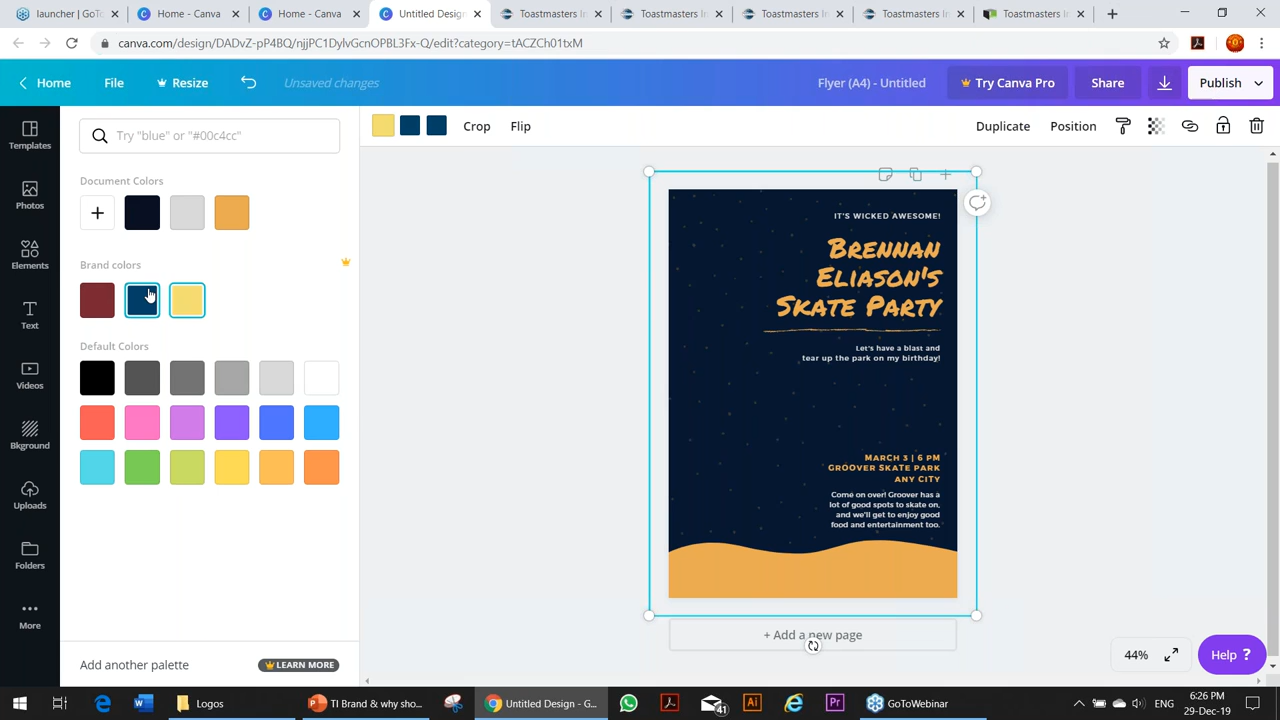 launcher | GoTo
Home - Canva
Home - Canva
Untitled Design
Toastmasters In
Toastmasters In
Toastmasters In
Toastmasters In
Toastmasters In
canva.com/design/DADvZ-pP4BQ/njjPC1DylvGcnOPBL3Fx-Q/edit?category=tACZCh01txM
Home
File
Resize
Unsaved changes
Flyer (A4) - Untitled
Try Canva Pro
Share
Publish
Templates
Photos
Elements
Text
Videos
Bkground
Uploads
Folders
More
Try "blue" or "#00c4cc"
Document Colors
Brand colors
Default Colors
Add another palette
LEARN MORE
Crop
Flip
Duplicate
Position
IT'S WICKED AWESOME!
BRENNAN
ELIASON'S
SKATE PARTY
Let's have a blast and
tear up the park on my birthday!
MARCH 3 | 6 PM
GROOVER SKATE PARK
ANY CITY
Come on over! Groover has a
lot of good spots to skate on,
and we'll get to enjoy good
food and entertainment too.
+ Add a new page
44%
Help ?
Logos
TI Brand & why sho...
Untitled Design - G...
41
GoToWebinar
ENG
6:26 PM
29-Dec-19